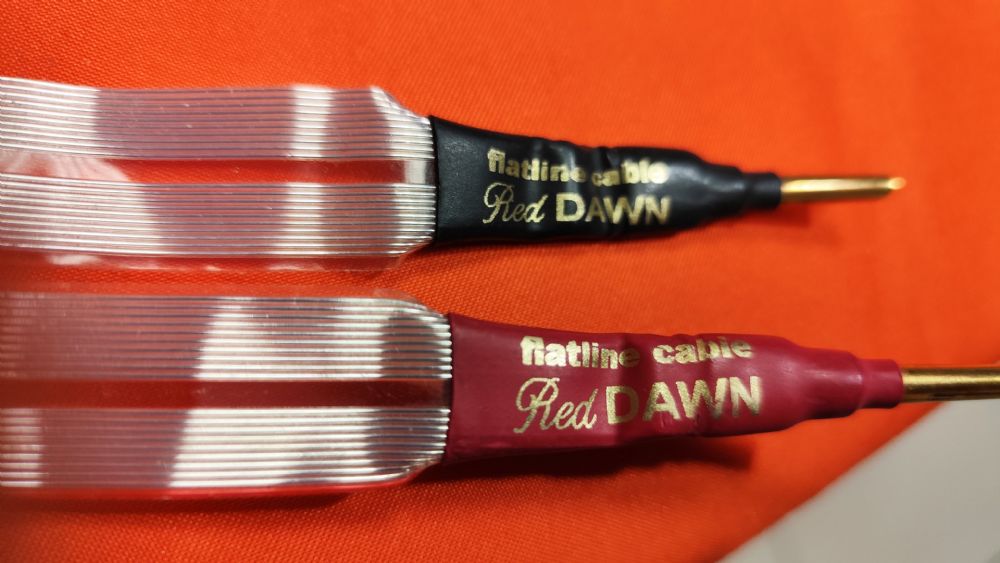 flatline cable
Red DAWN
flatline cable
Red DAWN